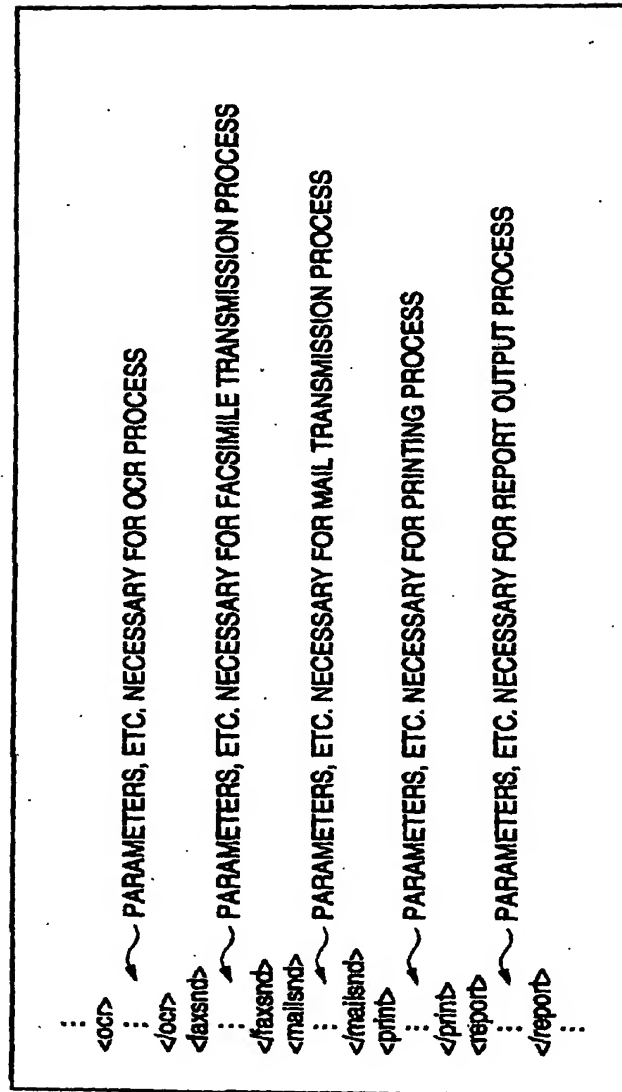 :
<ocr>
: PARAMETERS, ETC. NECESSARY FOR OCR PROCESS
</ocr>
<faxsnd>
: PARAMETERS, ETC. NECESSARY FOR FACSIMILE TRANSMISSION PROCESS
</faxsnd>
<mailsnd>
: PARAMETERS, ETC. NECESSARY FOR MAIL TRANSMISSION PROCESS
</mailsnd>
<print>
: PARAMETERS, ETC. NECESSARY FOR PRINTING PROCESS
</print>
<report>
: PARAMETERS, ETC. NECESSARY FOR REPORT OUTPUT PROCESS
</report>
: